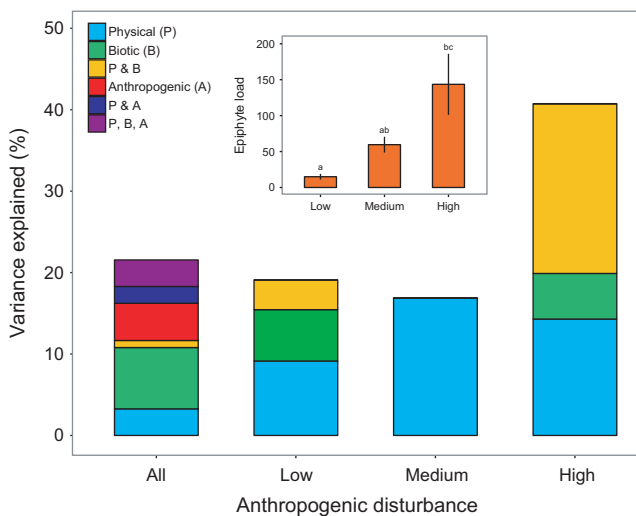 50
40
30
20
10
0
Variance explained (%)
Physical (P)
Biotic (B)
P & B
Anthropogenic (A)
P & A
P, B, A
200
150
100
50
0
Epiphyte load
a
ab
bc
Low Medium High
All Low Medium High
Anthropogenic disturbance